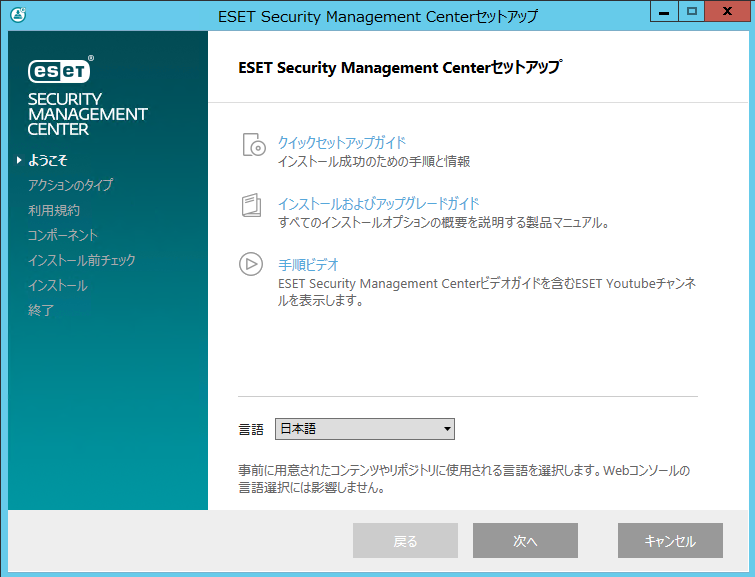 ESET Security Management Centerセットアップ
eset®
SECURITY
MANAGEMENT
CENTER
ようこそ
アクションのタイプ
利用規約
コンポーネント
インストール前チェック
インストール
終了
ESET Security Management Centerセットアップ
クイックセットアップガイド
インストール成功のための手順と情報
インストールおよびアップグレードガイド
すべてのインストールオプションの概要を説明する製品マニュアル。
手順ビデオ
ESET Security Management Centerビデオガイドを含むESET Youtubeチャンネ
ルを表示します。
言語 日本語
事前に用意されたコンテンツやリポジトリに使用される言語を選択します。Webコンソールの
言語選択には影響しません。
戻る 次へ キャンセル